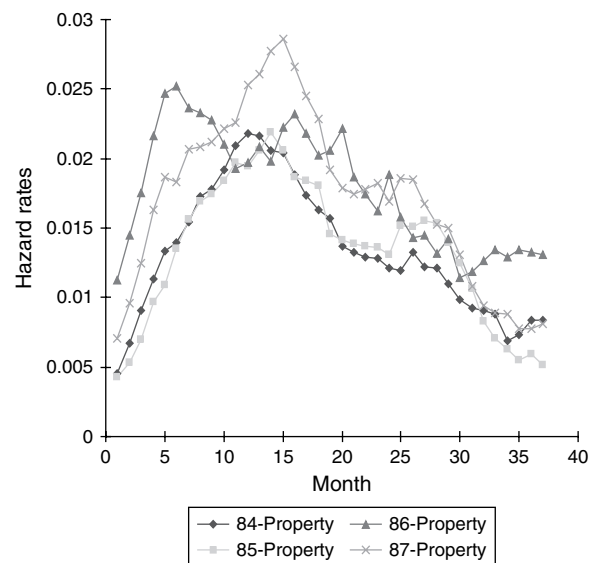 0.03
0.025
0.02
0.015
0.01
0.005
0
Hazard rates
0 5 10 15 20 25 30 35 40
Month
84-Property 86-Property
85-Property 87-Property